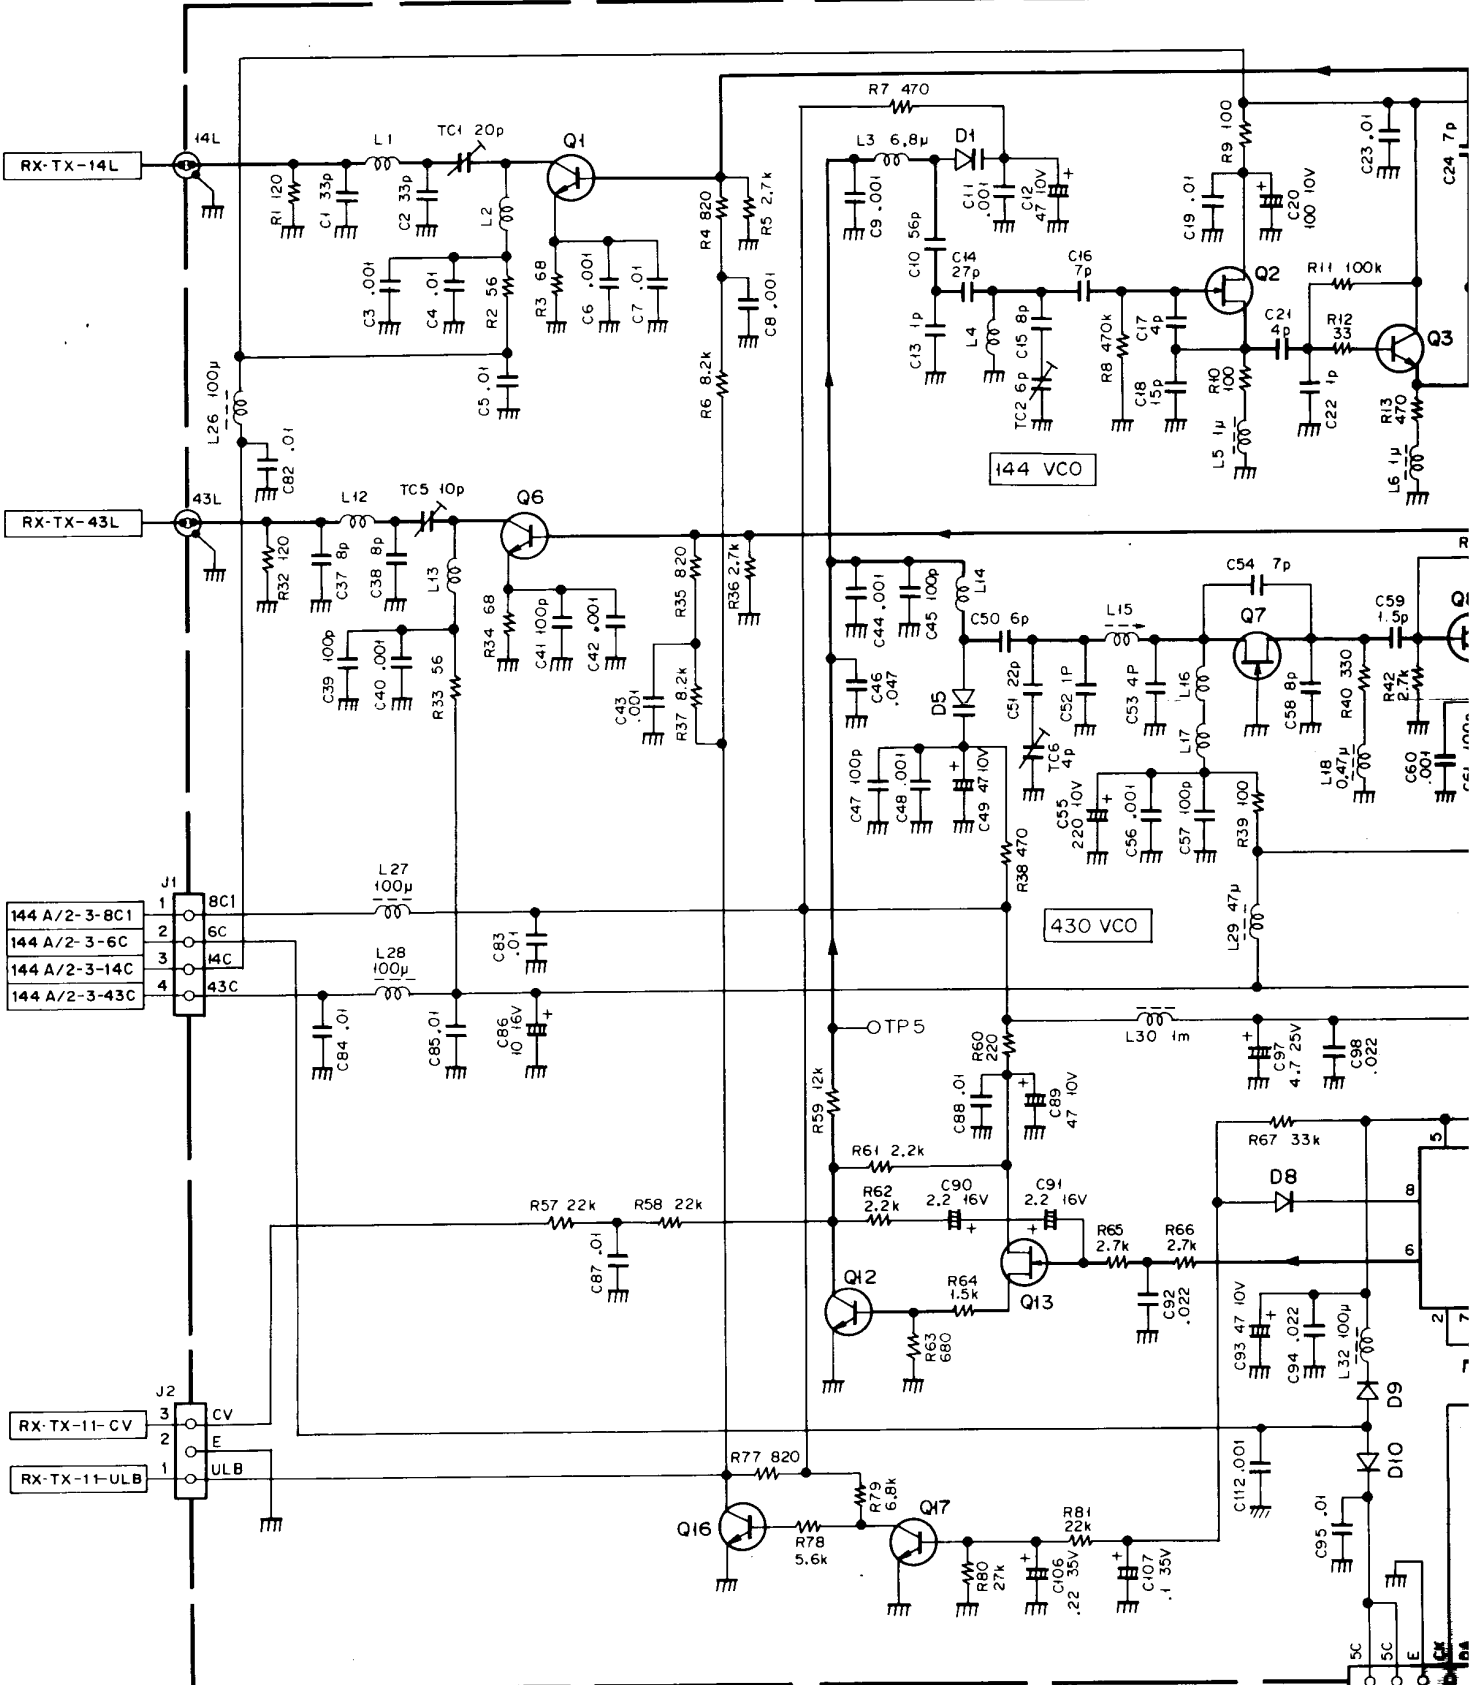 RX-TX-14L
14L
R1 120
C1 33p
L1
C2 33p
TC1 20p
L2
Q1
C3 .001
C4 .01
R2 56
R3 68
C6 .001
C7 .01
C5 .01
R4 820
R5 2.7k
C8 .001
R6 8.2k
R7 470
L3 6.8µ
D1
C9 .001
C10 56p
C11 .001
C12 47 10V
C14 27p
C16 7p
C13 1p
L4
C15 8p
TC2 6p
R8 470k
C17 4p
C18 15p
R9 100
C19 .01
C20 100 10V
Q2
R10 100
L5 1µ
C21 4p
R11 100k
R12 33
C22 1p
Q3
R13 470
L6 1µ
C23 .01
C24 7p
144 VCO
L26 100µ
C82 .01
RX-TX-43L
43L
R32 120
C37 8p
L12
C38 8p
TC5 10p
L13
Q6
C39 100p
C40 .001
R33 56
R34 68
C41 100p
C42 .001
R35 820
R36 2.7k
C43 .001
R37 8.2k
C44 .001
C45 100p
L14
C46 .047
C50 6p
D5
C51 22p
TC6 4p
C52 1P
L15
C53 4P
L16
L17
C54 7p
Q7
C58 8p
R40 330
L18 0.47µ
C59 1.5p
R42 2.7k
Q8
R
C60 .001
C47 100p
C48 .001
C49 47 10V
C55 220 10V
C56 .001
C57 100p
R39 100
R38 470
L29 47µ
430 VCO
J1
144 A/2-3-8C1
1
8C1
144 A/2-3-6C
2
6C
144 A/2-3-14C
3
14C
144 A/2-3-43C
4
43C
L27 100µ
L28 100µ
C83 .01
C84 .01
C85 .01
C86 10 16V
TP5
R60 220
L30 1m
C97 4.7 25V
C98 .022
R59 12k
C88 .01
C89 47 10V
R61 2.2k
R62 2.2k
C90 2.2 16V
C91 2.2 16V
R57 22k
R58 22k
C87 .01
Q12
R64 1.5k
R63 680
Q13
R65 2.7k
R66 2.7k
C92 .022
R67 33k
D8
5
8
6
2
7
C93 47 10V
C94 .022
L32 100µ
D9
D10
C112 .001
C95 .01
J2
RX-TX-11-CV
3
CV
2
E
RX-TX-11-ULB
1
ULB
R77 820
R79 6.8k
Q16
R78 5.6k
Q17
R80 27k
C106 .22 35V
R81 22k
C107 .1 35V
5C
5C
E
CK